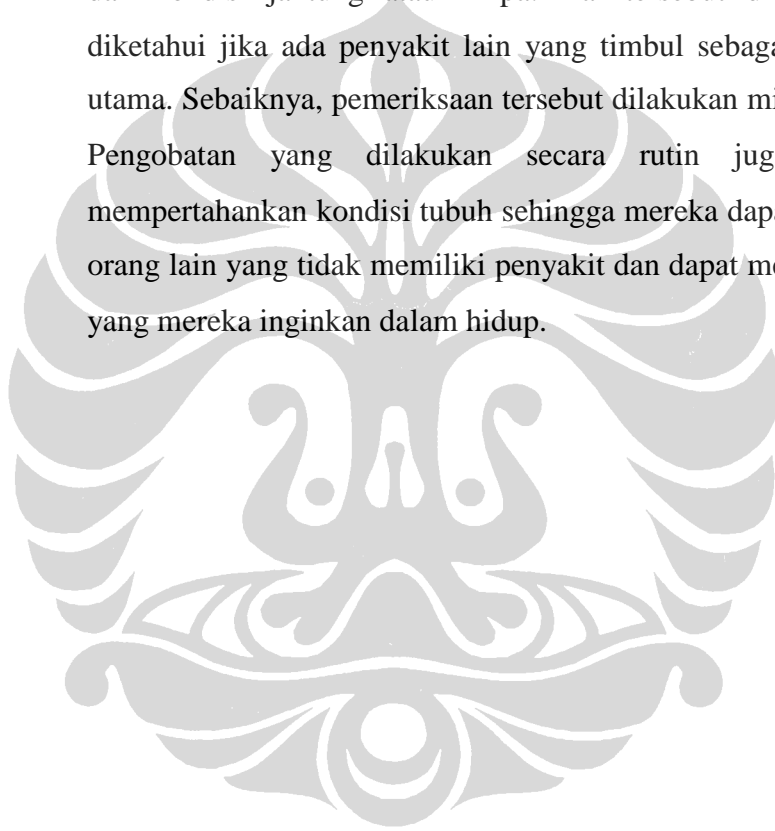 diketahui jika ada penyakit lain yang timbul sebaga
utama. Sebaiknya, pemeriksaan tersebut dilakukan mi
Pengobatan yang dilakukan secara rutin jug
mempertahankan kondisi tubuh sehingga mereka dapa
orang lain yang tidak memiliki penyakit dan dapat me
yang mereka inginkan dalam hidup.